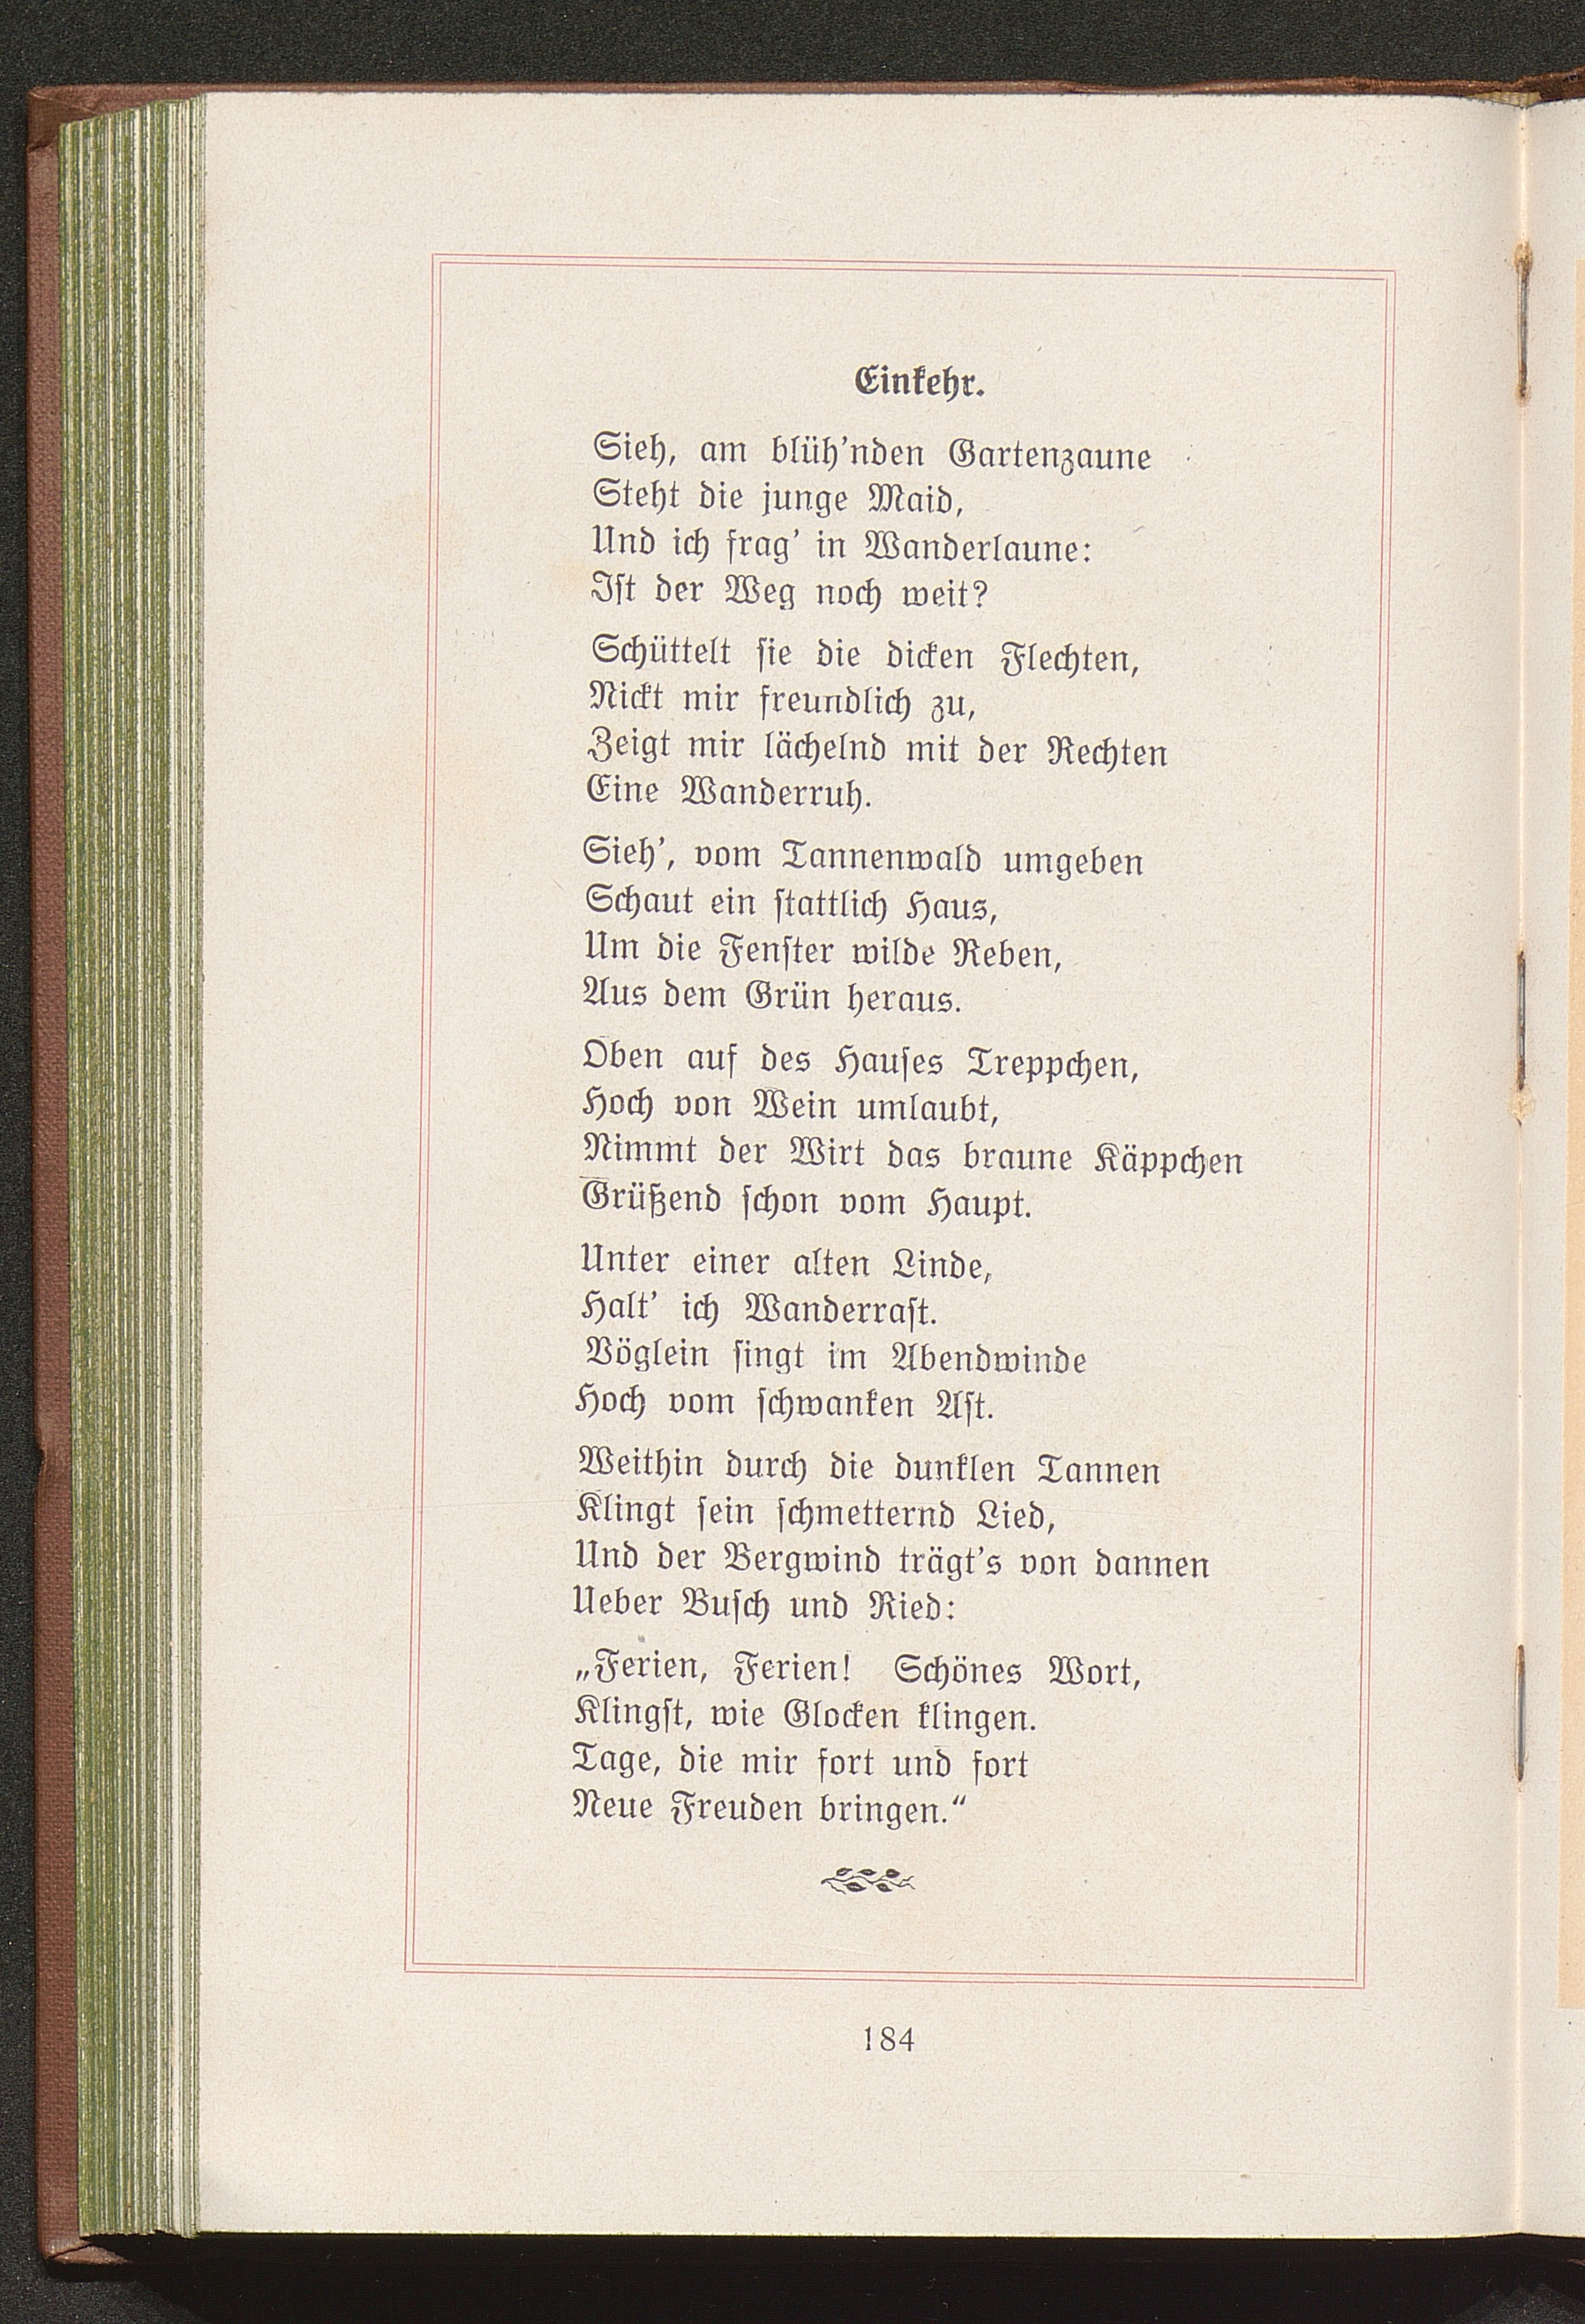 Einkehr.
Sieh, am blüh'nden Gartenzaune
Steht die junge Maid,
Und ich frag' in Wanderlaune:
Ist der Weg noch weit?
Schüttelt sie die dicken Flechten,
Nickt mir freundlich zu,
Zeigt mir lächelnd mit der Rechten
Eine Wanderruh.
Sieh', vom Tannenwald umgeben
Schaut ein stattlich Haus,
Um die Fenster wilde Reben,
Aus dem Grün heraus.
Oben auf des Hauses Treppchen,
Hoch von Wein umlaubt,
Nimmt der Wirt das braune Käppchen
Grüßend schon vom Haupt.
Unter einer alten Linde,
Halt' ich Wanderrast.
Vöglein singt im Abendwinde
Hoch vom schwanken Ast.
Weithin durch die dunklen Tannen
Klingt sein schmetternd Lied,
Und der Bergwind trägt's von dannen
Ueber Busch und Ried:
„Ferien, Ferien! Schönes Wort,
Klingst, wie Glocken klingen.
Tage, die mir fort und fort
Neue Freuden bringen.“
184